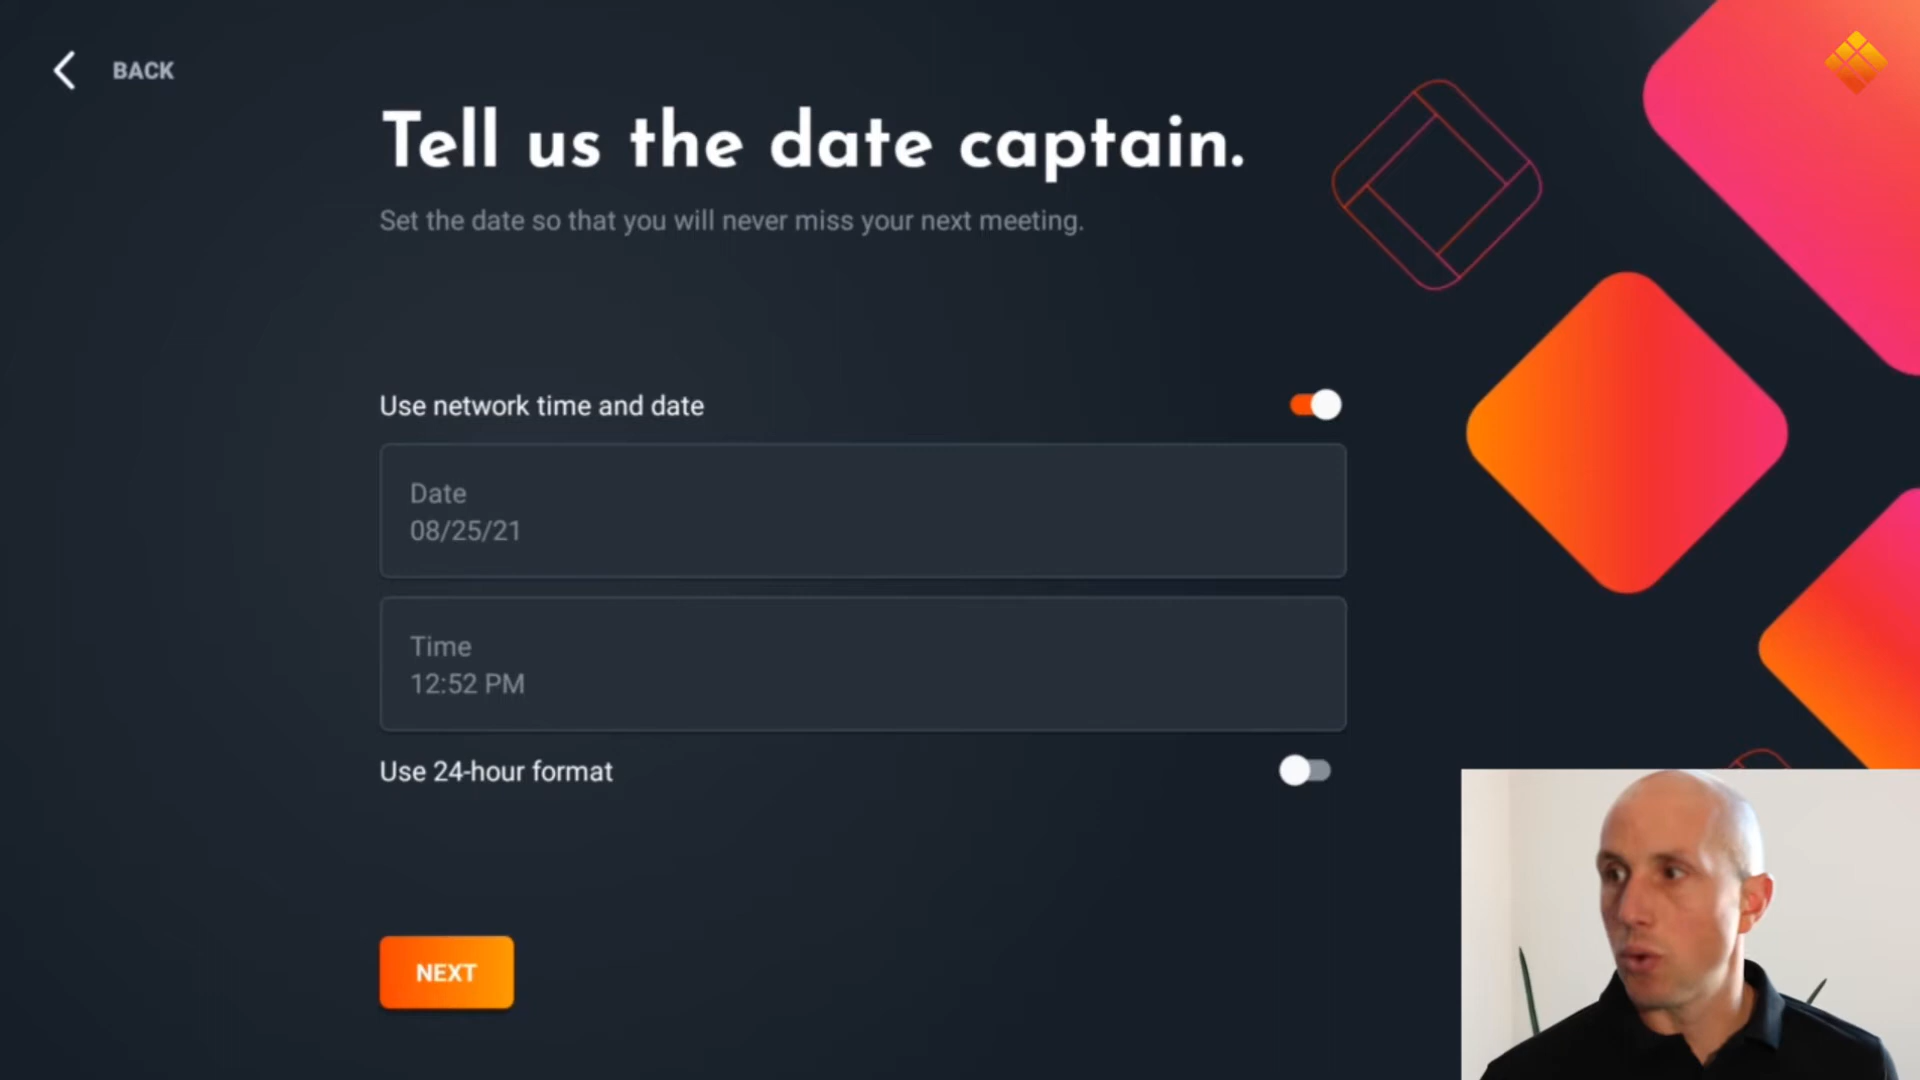 BACK
Tell us the date captain.
Set the date so that you will never miss your next meeting.
Use network time and date
Date
08/25/21
Time
12:52 PM
Use 24-hour format
NEXT